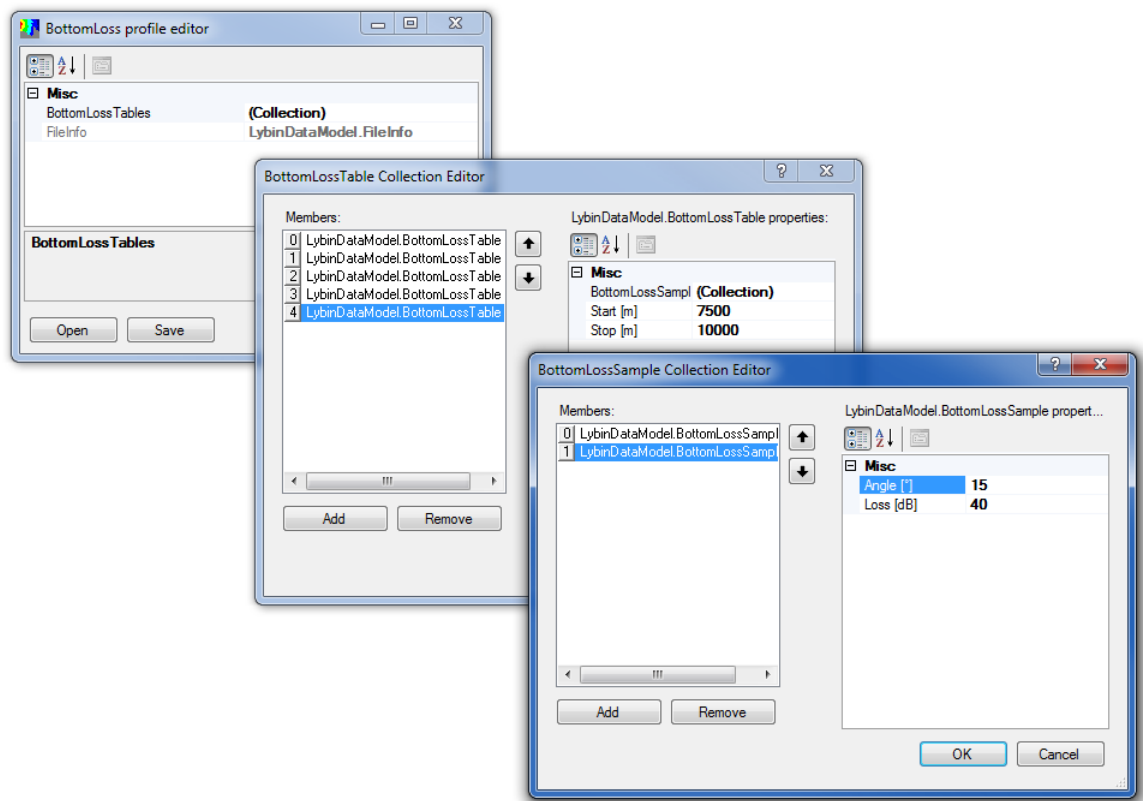 BottomLoss profile editor
Misc
BottomLossTables (Collection)
FileInfo LybinDataModel.FileInfo
BottomLossTables
Open Save
BottomLossTable Collection Editor
Members:
0 LybinDataModel.BottomLossTable
1 LybinDataModel.BottomLossTable
2 LybinDataModel.BottomLossTable
3 LybinDataModel.BottomLossTable
4 LybinDataModel.BottomLossTable
Add Remove
LybinDataModel.BottomLossTable properties:
Misc
BottomLossSampl (Collection)
Start [m] 7500
Stop [m] 10000
BottomLossSample Collection Editor
Members:
0 LybinDataModel.BottomLossSampl
1 LybinDataModel.BottomLossSampl
Add Remove
LybinDataModel.BottomLossSample propert...
Misc
Angle [°] 15
Loss [dB] 40
OK Cancel